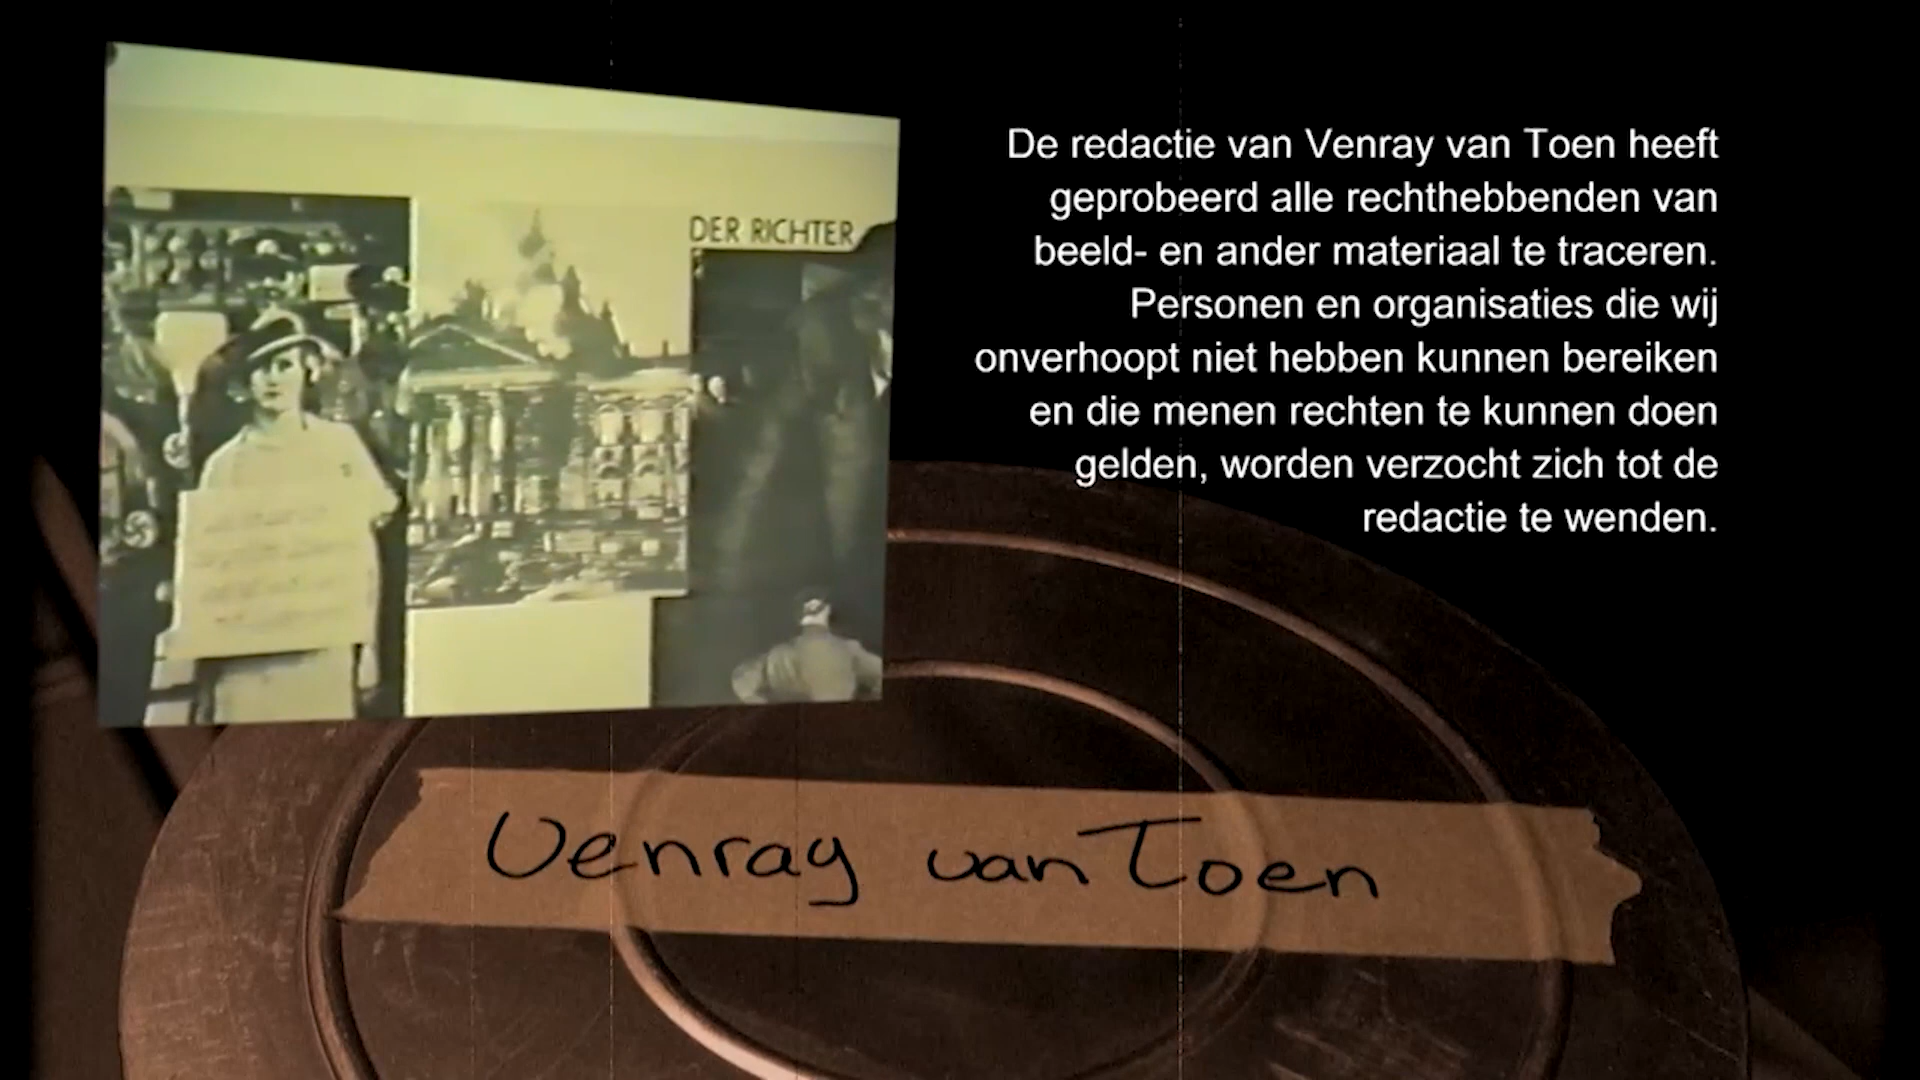 DER RICHTER
De redactie van Venray van Toen heeft
geprobeerd alle rechthebbenden van
beeld- en ander materiaal te traceren.
Personen en organisaties die wij
onverhoopt niet hebben kunnen bereiken
en die menen rechten te kunnen doen
gelden, worden verzocht zich tot de
redactie te wenden.
Venray van Toen